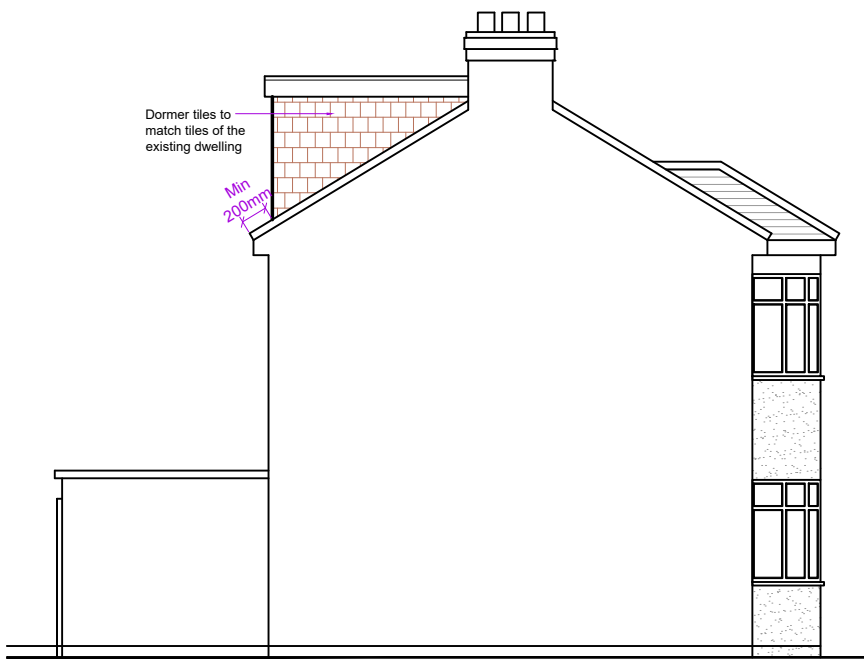 Dormer tiles to
match tiles of the
existing dwelling
Min
200mm